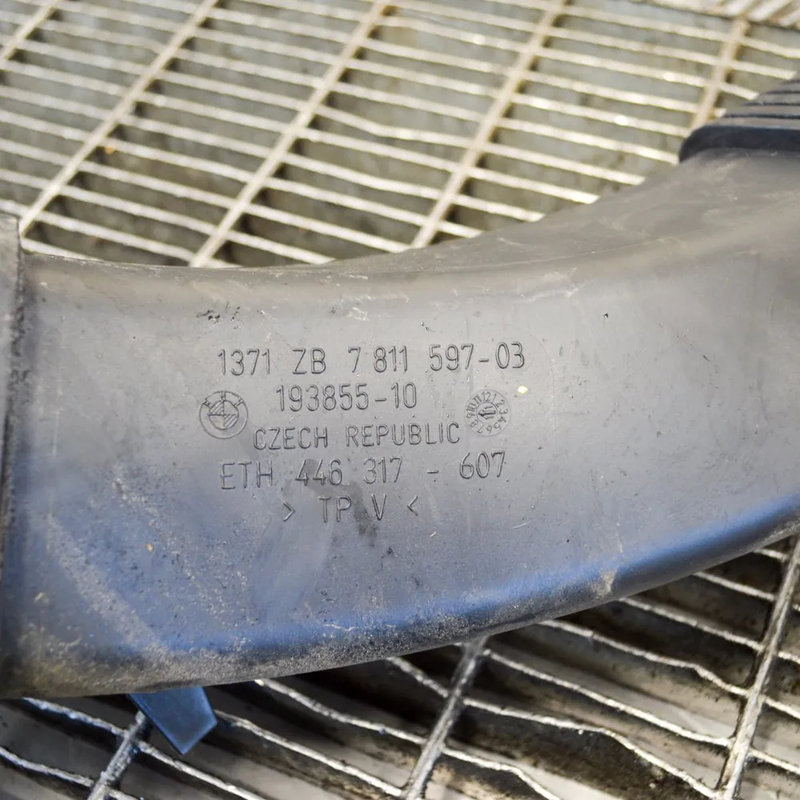 1371 ZB 7 811 597-03
193855-10
CZECH REPUBLIC
ETH 446 317 - 607
> TP V <